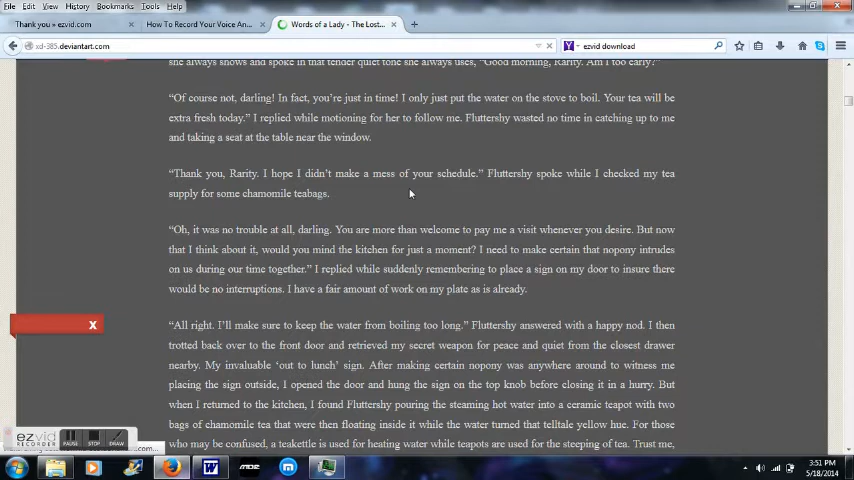 File Edit View History Bookmarks Tools Help
Thank you » ezvid.com × How To Record Your Voice An... × Words of a Lady - The Lost... × +
xd-385.deviantart.com ezvid download
she always shows and spoke in that tender quiet tone she always uses, “Good morning, Rarity. Am I too early?”
“Of course not, darling! In fact, you’re just in time! I only just put the water on the stove to boil. Your tea will be
extra fresh today.” I replied while motioning for her to follow me. Fluttershy wasted no time in catching up to me
and taking a seat at the table near the window.
“Thank you, Rarity. I hope I didn’t make a mess of your schedule.” Fluttershy spoke while I checked my tea
supply for some chamomile teabags.
“Oh, it was no trouble at all, darling. You are more than welcome to pay me a visit whenever you desire. But now
that I think about it, would you mind the kitchen for just a moment? I need to make certain that nopony intrudes
on us during our time together.” I replied while suddenly remembering to place a sign on my door to insure there
would be no interruptions. I have a fair amount of work on my plate as is already.
X
“All right. I’ll make sure to keep the water from boiling too long.” Fluttershy answered with a happy nod. I then
trotted back over to the front door and retrieved my secret weapon for peace and quiet from the closest drawer
nearby. My invaluable ‘out to lunch’ sign. After making certain nopony was anywhere around to witness me
placing the sign outside, I opened the door and hung the sign on the top knob before closing it in a hurry. But
when I returned to the kitchen, I found Fluttershy pouring the steaming hot water into a ceramic teapot with two
bags of chamomile tea that were then floating inside it while the water turned that telltale yellow hue. For those
who may be confused, a teakettle is used for heating water while teapots are used for the steeping of tea. Trust me,
ezvid
RECORDER
PAUSE STOP DRAW
3:51 PM
5/18/2014